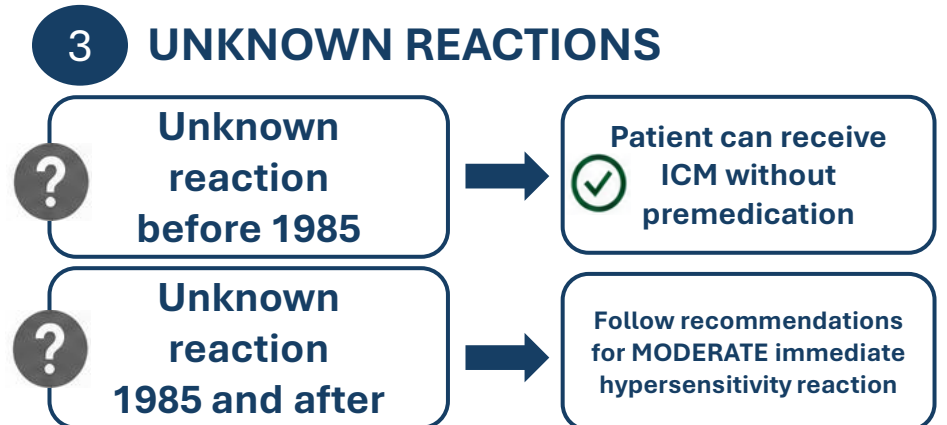 3 UNKNOWN REACTIONS
Unknown
reaction
before 1985
?
Patient can receive
ICM without
premedication
Unknown
reaction
1985 and after
?
Follow recommendations
for MODERATE immediate
hypersensitivity reaction